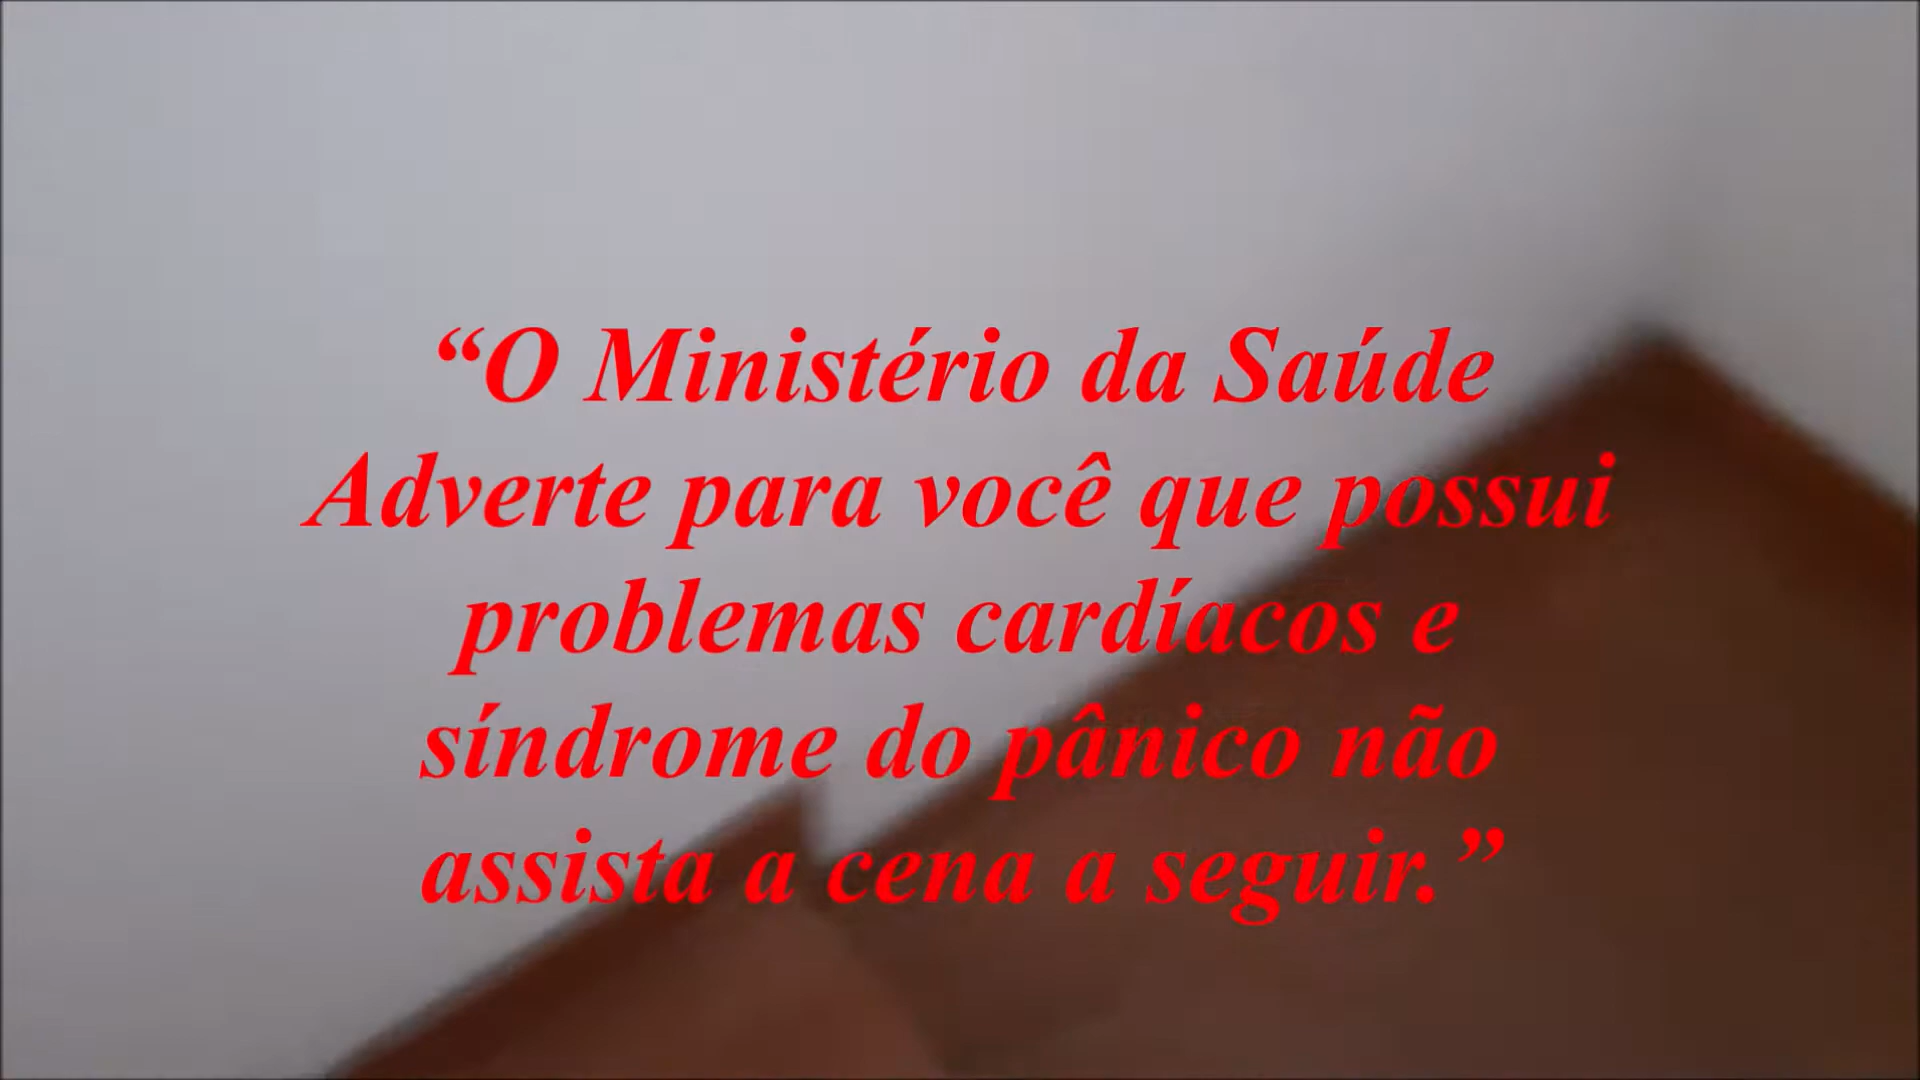 “O Ministério da Saúde
Adverte para você que possui
problemas cardíacos e
síndrome do pânico não
assista a cena a seguir.”